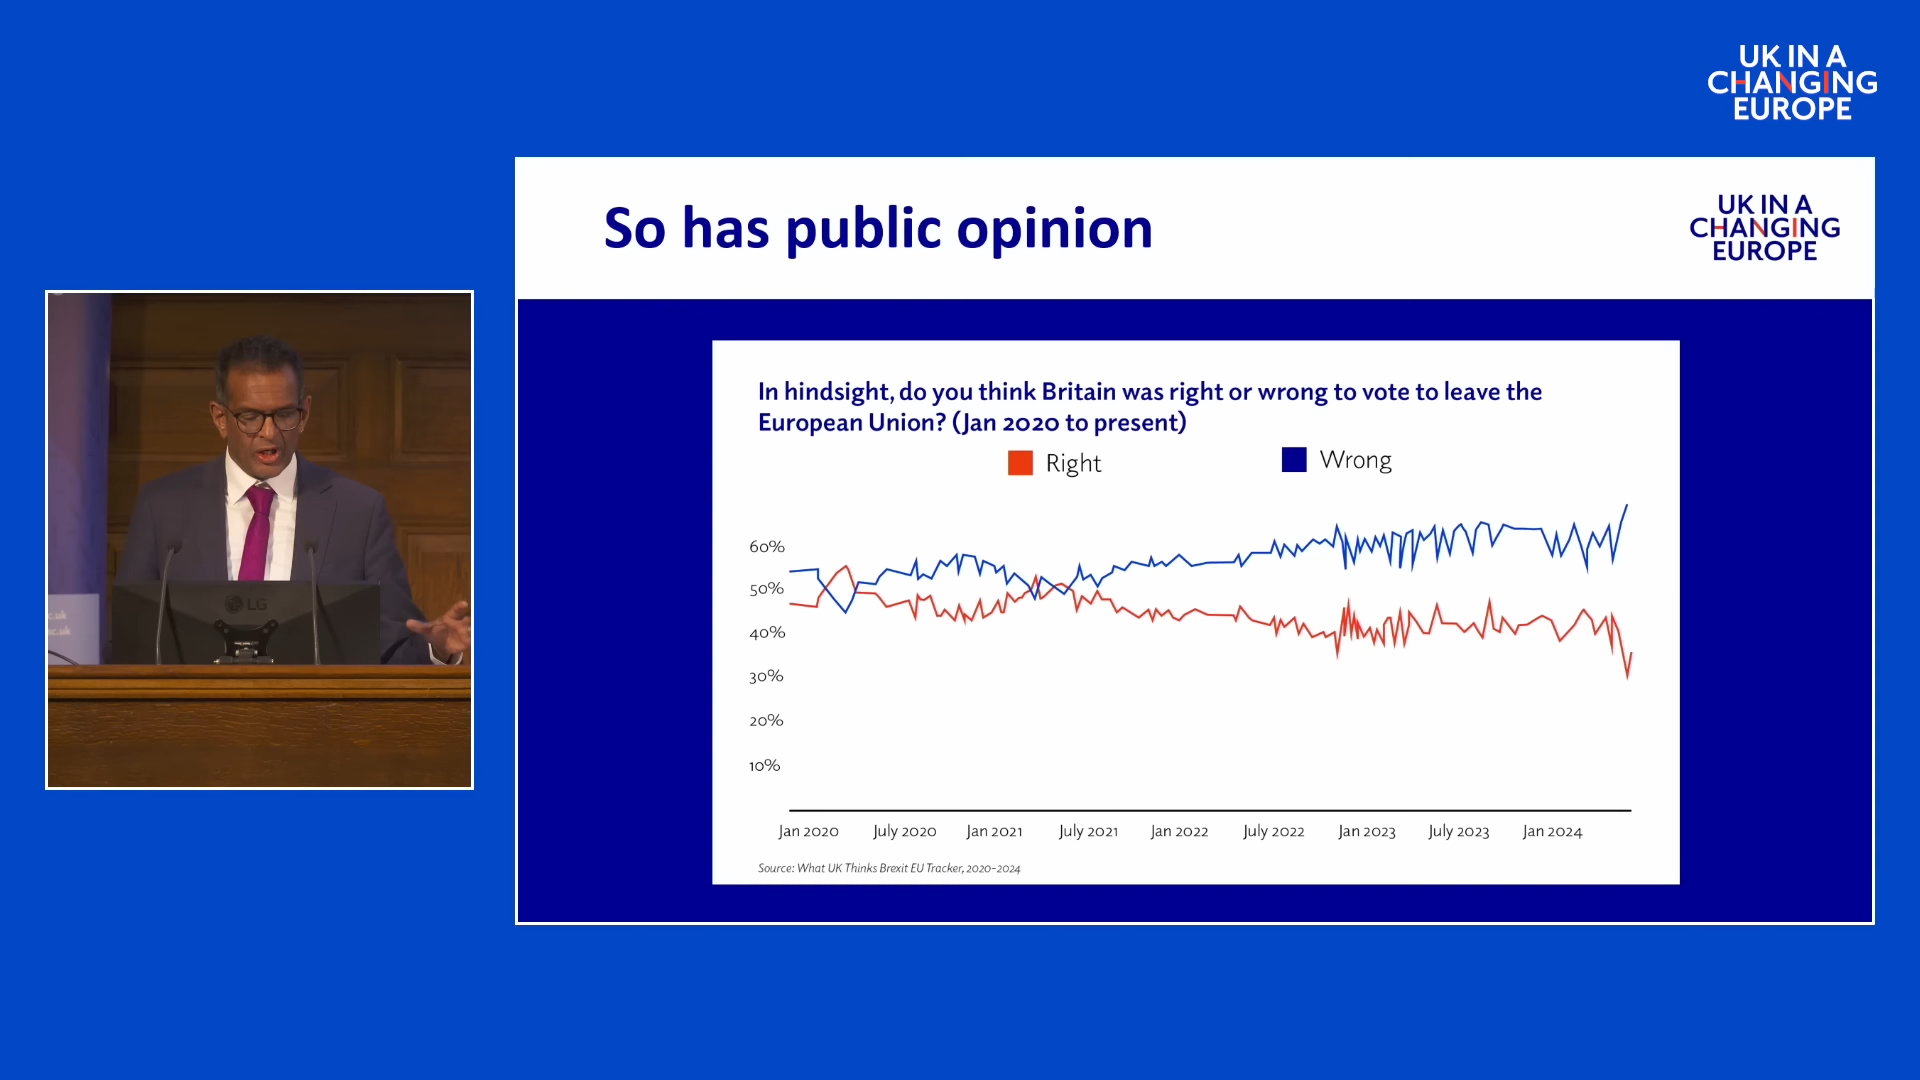 UK IN A
CHANGING
EUROPE
So has public opinion
UK IN A
CHANGING
EUROPE
In hindsight, do you think Britain was right or wrong to vote to leave the
European Union? (Jan 2020 to present)
Right
Wrong
60%
50%
40%
30%
20%
10%
Jan 2020 July 2020 Jan 2021 July 2021 Jan 2022 July 2022 Jan 2023 July 2023 Jan 2024
Source: What UK Thinks Brexit EU Tracker, 2020-2024
LG